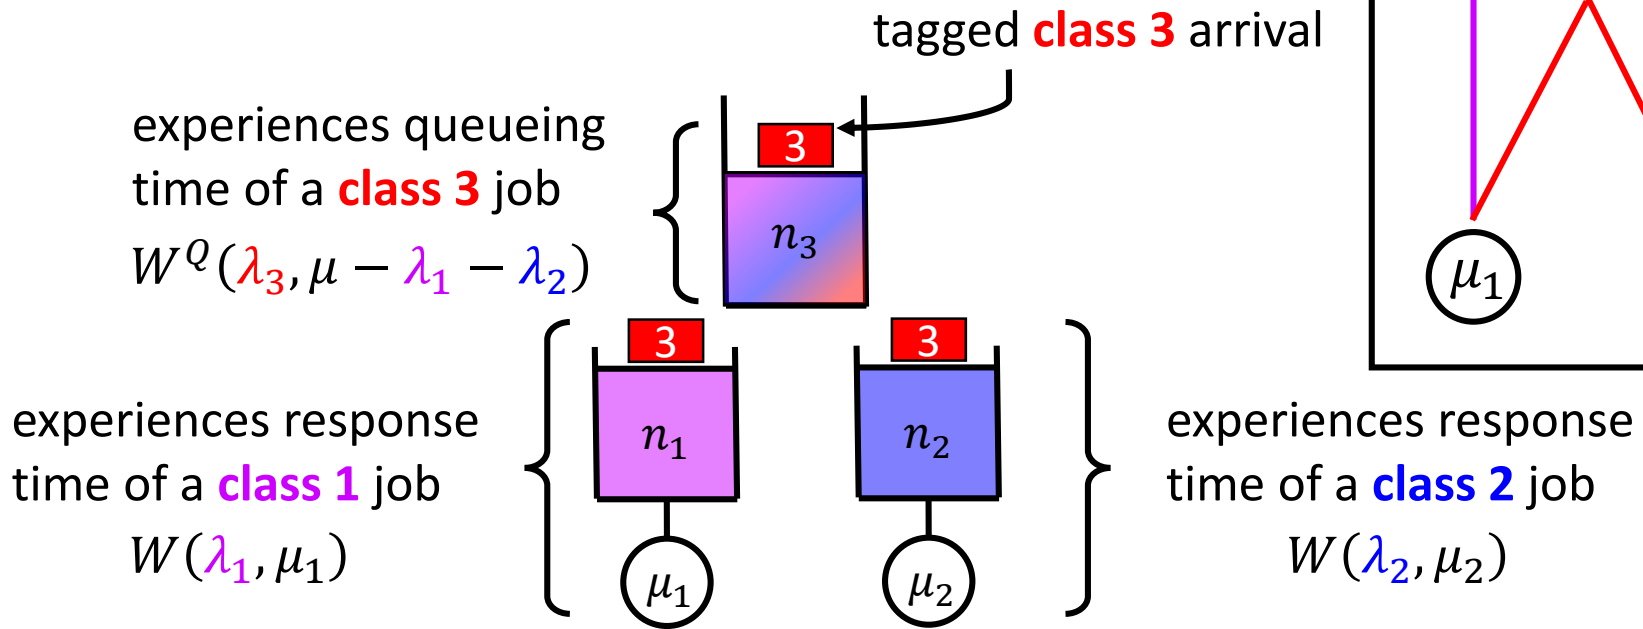 tagged class 3 arrival
experiences queueing
time of a class 3 job
W^Q(λ₃, μ − λ₁ − λ₂)
3
n₃
μ₁
3
3
experiences response
time of a class 1 job
W(λ₁, μ₁)
n₁
n₂
experiences response
time of a class 2 job
W(λ₂, μ₂)
μ₁
μ₂